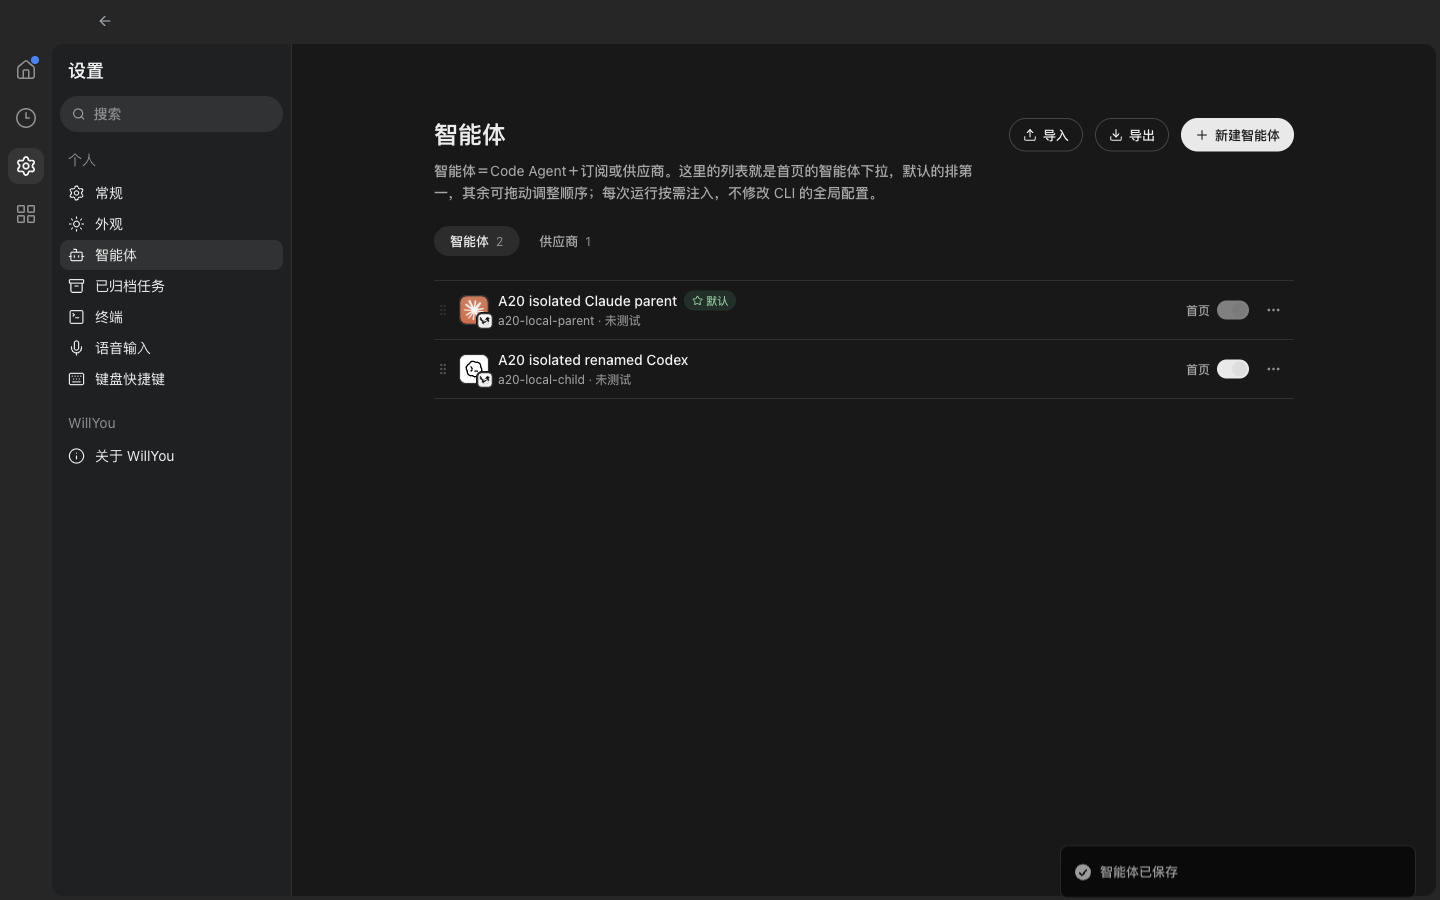 设置
搜索
个人
常规
外观
智能体
已归档任务
终端
语音输入
键盘快捷键
WillYou
关于 WillYou
智能体
导入
导出
新建智能体
智能体＝Code Agent＋订阅或供应商。这里的列表就是首页的智能体下拉，默认的排第
一，其余可拖动调整顺序；每次运行按需注入，不修改 CLI 的全局配置。
智能体 2
供应商 1
A20 isolated Claude parent 默认
a20-local-parent · 未测试
首页
A20 isolated renamed Codex
a20-local-child · 未测试
首页
智能体已保存